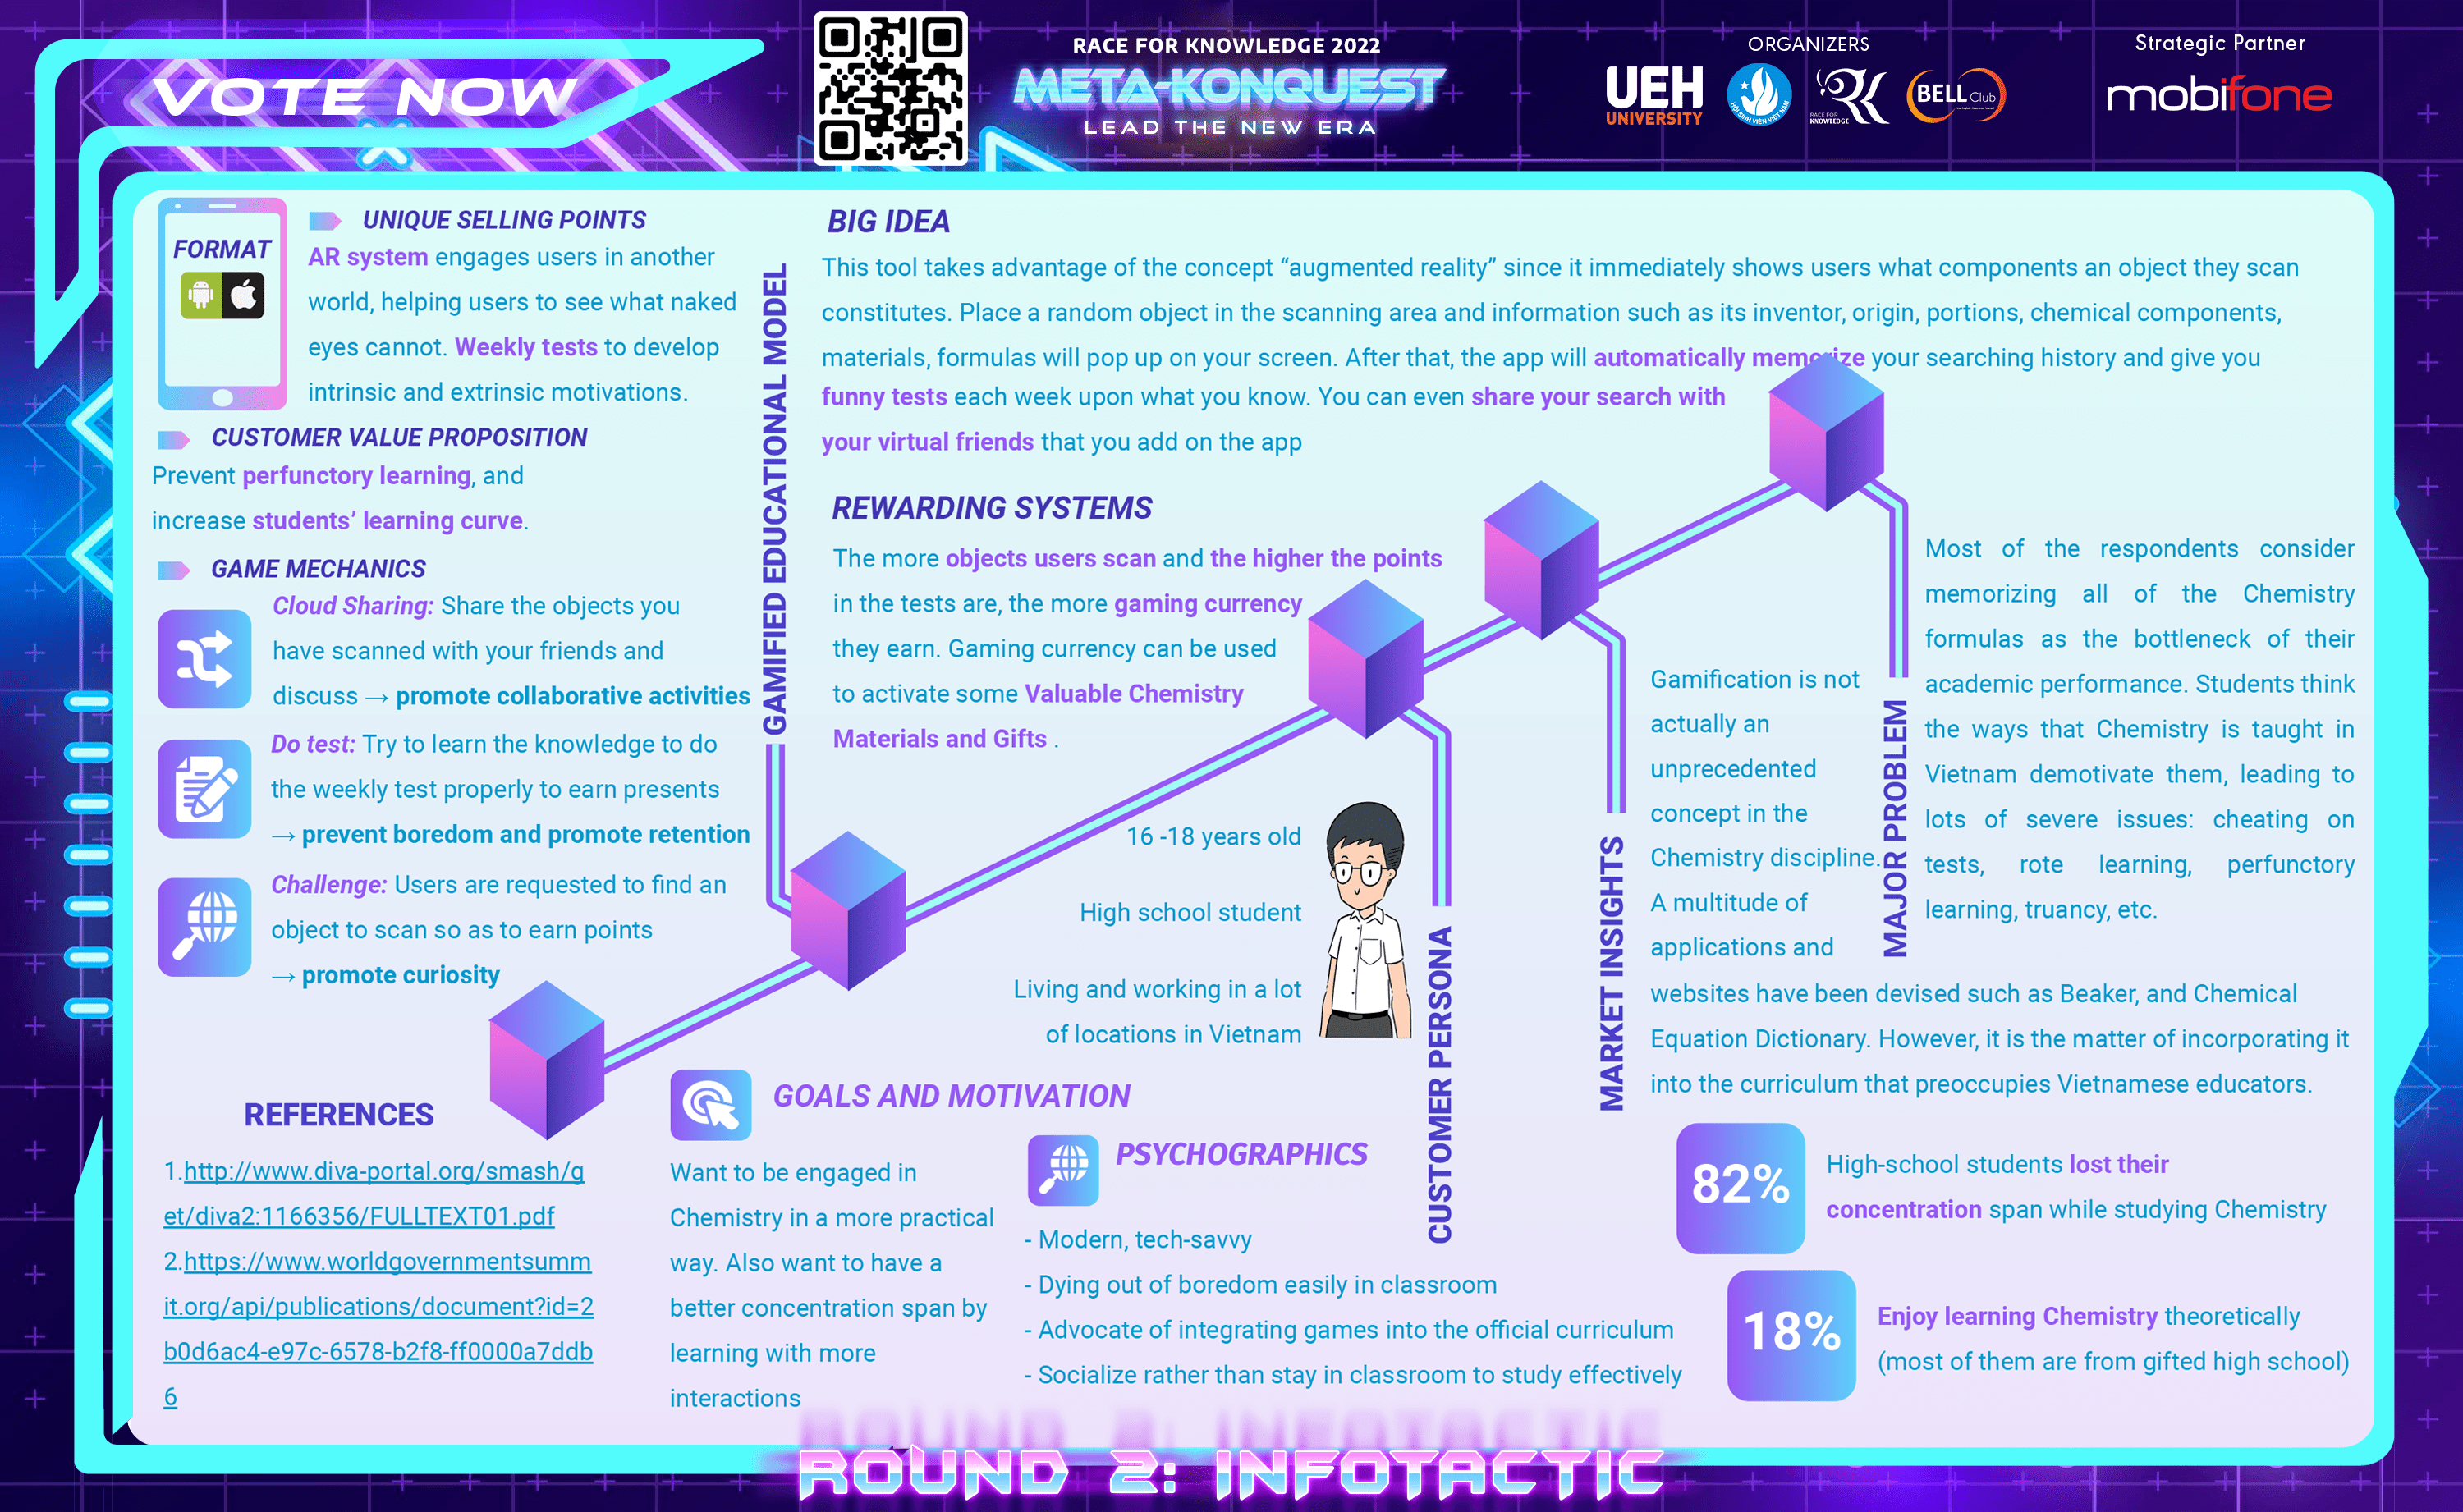 VOTE NOW
RACE FOR KNOWLEDGE 2022
META-KONQUEST
LEAD THE NEW ERA
ORGANIZERS
UEH
UNIVERSITY
HỘI SINH VIÊN VIỆT NAM
RACE FOR
KNOWLEDGE
BELL Club
Strategic Partner
mobifone
FORMAT
UNIQUE SELLING POINTS
AR system engages users in another
world, helping users to see what naked
eyes cannot. Weekly tests to develop
intrinsic and extrinsic motivations.
CUSTOMER VALUE PROPOSITION
Prevent perfunctory learning, and
increase students’ learning curve.
GAME MECHANICS
Cloud Sharing: Share the objects you
have scanned with your friends and
discuss → promote collaborative activities
Do test: Try to learn the knowledge to do
the weekly test properly to earn presents
→ prevent boredom and promote retention
Challenge: Users are requested to find an
object to scan so as to earn points
→ promote curiosity
GAMIFIED EDUCATIONAL MODEL
BIG IDEA
This tool takes advantage of the concept “augmented reality” since it immediately shows users what components an object they scan
constitutes. Place a random object in the scanning area and information such as its inventor, origin, portions, chemical components,
materials, formulas will pop up on your screen. After that, the app will automatically memorize your searching history and give you
funny tests each week upon what you know. You can even share your search with
your virtual friends that you add on the app
REWARDING SYSTEMS
The more objects users scan and the higher the points
in the tests are, the more gaming currency
they earn. Gaming currency can be used
to activate some Valuable Chemistry
Materials and Gifts .
16 -18 years old
High school student
Living and working in a lot
of locations in Vietnam
CUSTOMER PERSONA
GOALS AND MOTIVATION
Want to be engaged in
Chemistry in a more practical
way. Also want to have a
better concentration span by
learning with more
interactions
PSYCHOGRAPHICS
- Modern, tech-savvy
- Dying out of boredom easily in classroom
- Advocate of integrating games into the official curriculum
- Socialize rather than stay in classroom to study effectively
MARKET INSIGHTS
Gamification is not
actually an
unprecedented
concept in the
Chemistry discipline.
A multitude of
applications and
websites have been devised such as Beaker, and Chemical
Equation Dictionary. However, it is the matter of incorporating it
into the curriculum that preoccupies Vietnamese educators.
82%
High-school students lost their
concentration span while studying Chemistry
18%
Enjoy learning Chemistry theoretically
(most of them are from gifted high school)
MAJOR PROBLEM
Most of the respondents consider
memorizing all of the Chemistry
formulas as the bottleneck of their
academic performance. Students think
the ways that Chemistry is taught in
Vietnam demotivate them, leading to
lots of severe issues: cheating on
tests, rote learning, perfunctory
learning, truancy, etc.
REFERENCES
1.http://www.diva-portal.org/smash/g
et/diva2:1166356/FULLTEXT01.pdf
2.https://www.worldgovernmentsumm
it.org/api/publications/document?id=2
b0d6ac4-e97c-6578-b2f8-ff0000a7ddb
6
ROUND 2: INFOTACTIC